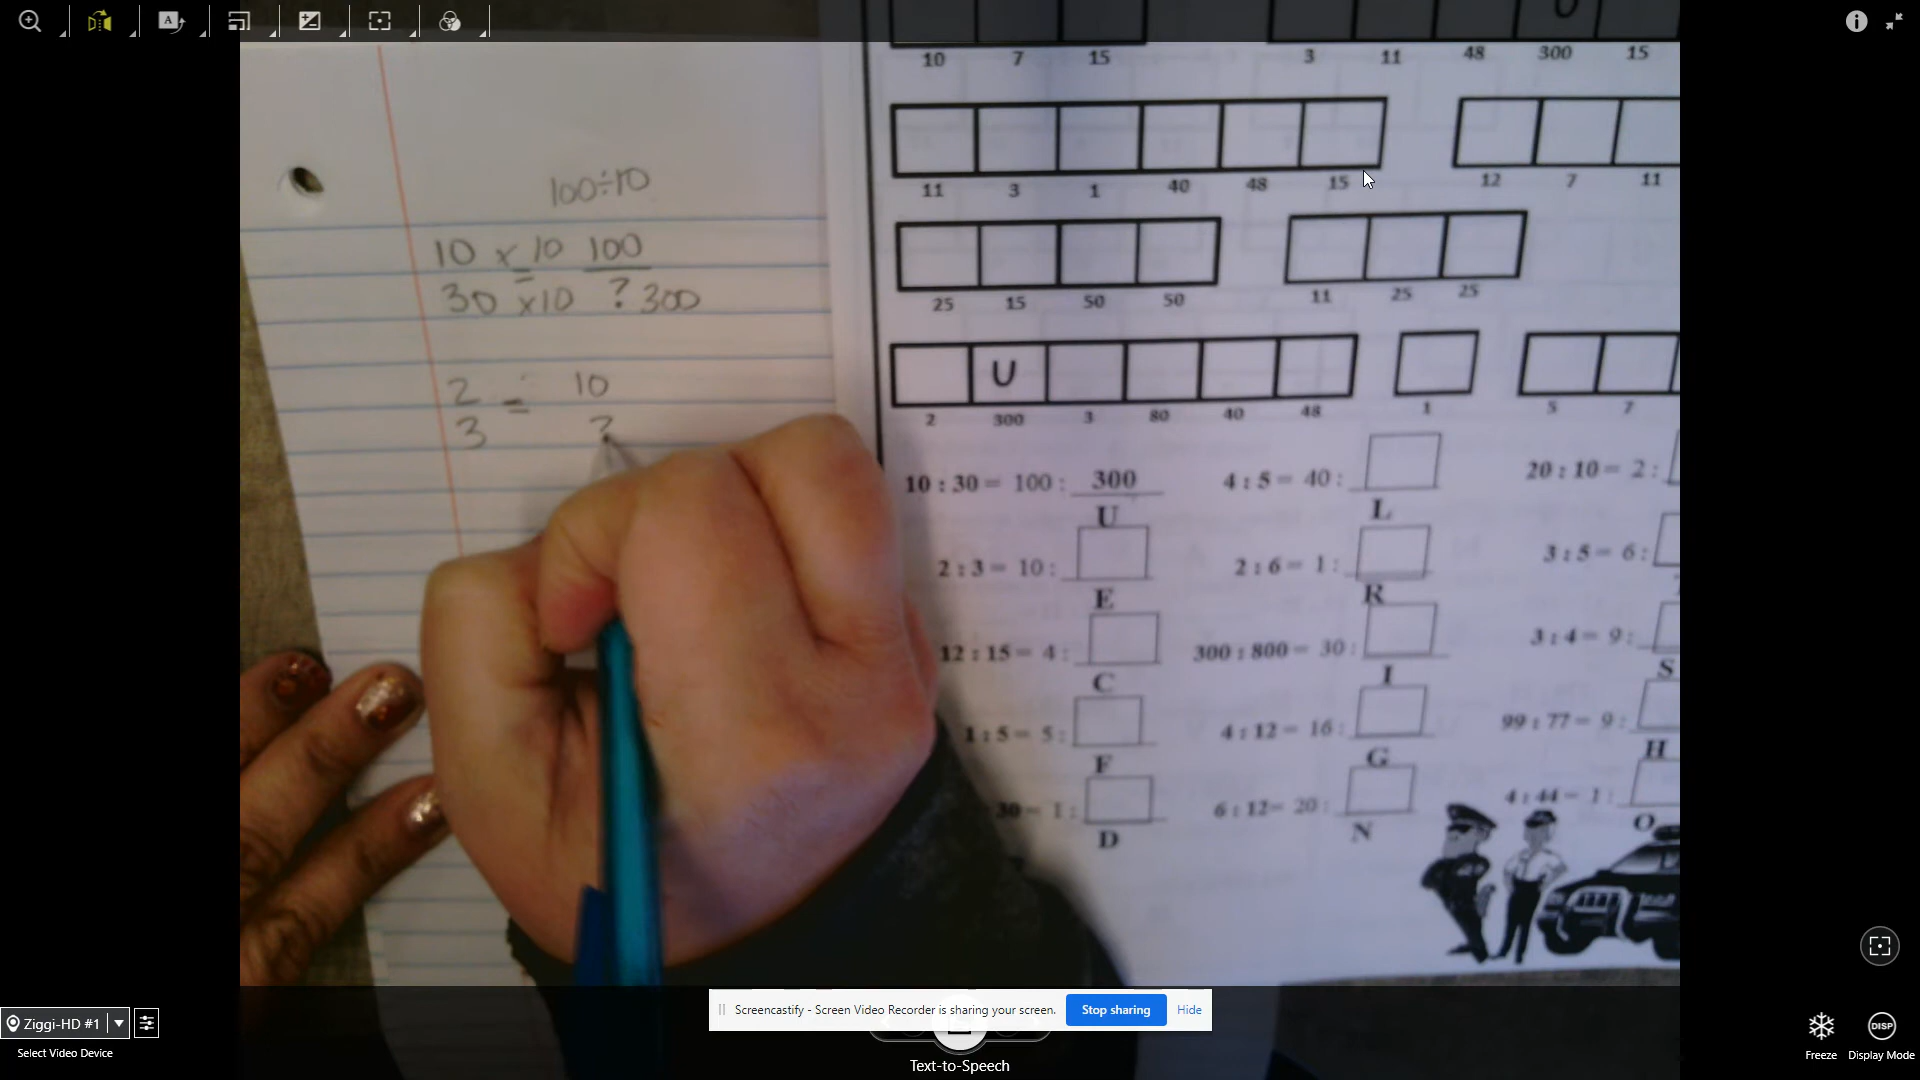 U
10 7 15 3 11 48 300 15
100÷10
10 x 10 100
=
30 x10 ? 300
2 = 10
3 ?
11 3 1 40 48 15 12 7 11
25 15 50 50 11 25 25
U
2 300 3 80 40 48 1 5 7
10 : 30 = 100 : 300
U
4 : 5 = 40 :
L
20 : 10 = 2 :
2 : 3 = 10 :
E
2 : 6 = 1 :
R
3 : 5 = 6 :
12 : 15 = 4 :
C
300 : 800 = 30 :
I
3 : 4 = 9 :
S
1 : 5 = 5 :
F
4 : 12 = 16 :
G
99 : 77 = 9 :
H
30 = 1 :
D
6 : 12 = 20 :
N
4 : 44 = 1 :
O
Ziggi-HD #1
Select Video Device
Screencastify - Screen Video Recorder is sharing your screen.
Stop sharing
Hide
Text-to-Speech
DISP
Freeze
Display Mode